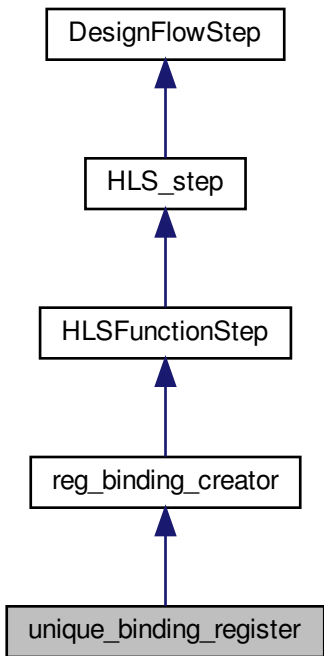 DesignFlowStep
HLS_step
HLSFunctionStep
reg_binding_creator
unique_binding_register